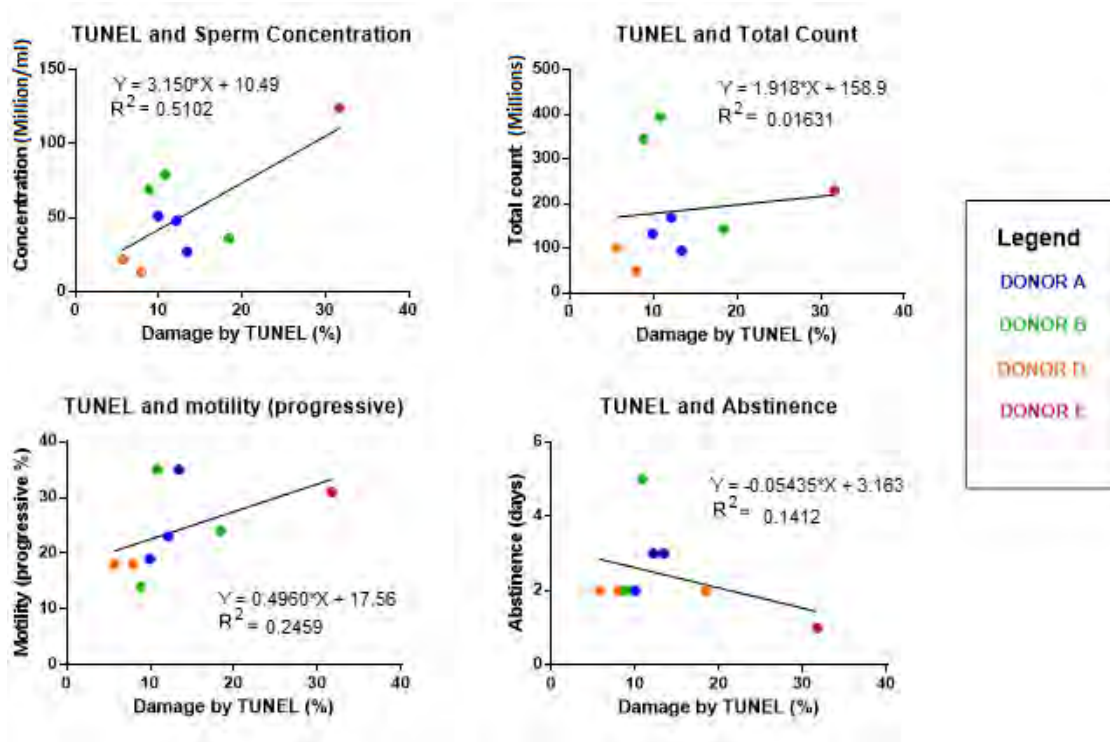 TUNEL and Sperm Concentration
Y = 3.150*X + 10.49
R2 = 0.5102
150
100
50
0
Concentration (Million/ml)
0 10 20 30 40
Damage by TUNEL (%)
TUNEL and Total Count
Y = 1.918*X + 158.9
R2 = 0.01631
500
400
300
200
100
0
Total count (Millions)
0 10 20 30 40
Damage by TUNEL (%)
TUNEL and motility (progressive)
40
30
20
10
0
Motility (progressive %)
Y = 0.4960*X + 17.56
R2 = 0.2459
0 10 20 30 40
Damage by TUNEL (%)
TUNEL and Abstinence
6
4
2
0
Abstinence (days)
Y = -0.05435*X + 3.163
R2 = 0.1412
0 10 20 30 40
Damage by TUNEL (%)
Legend
DONOR A
DONOR B
DONOR D
DONOR E